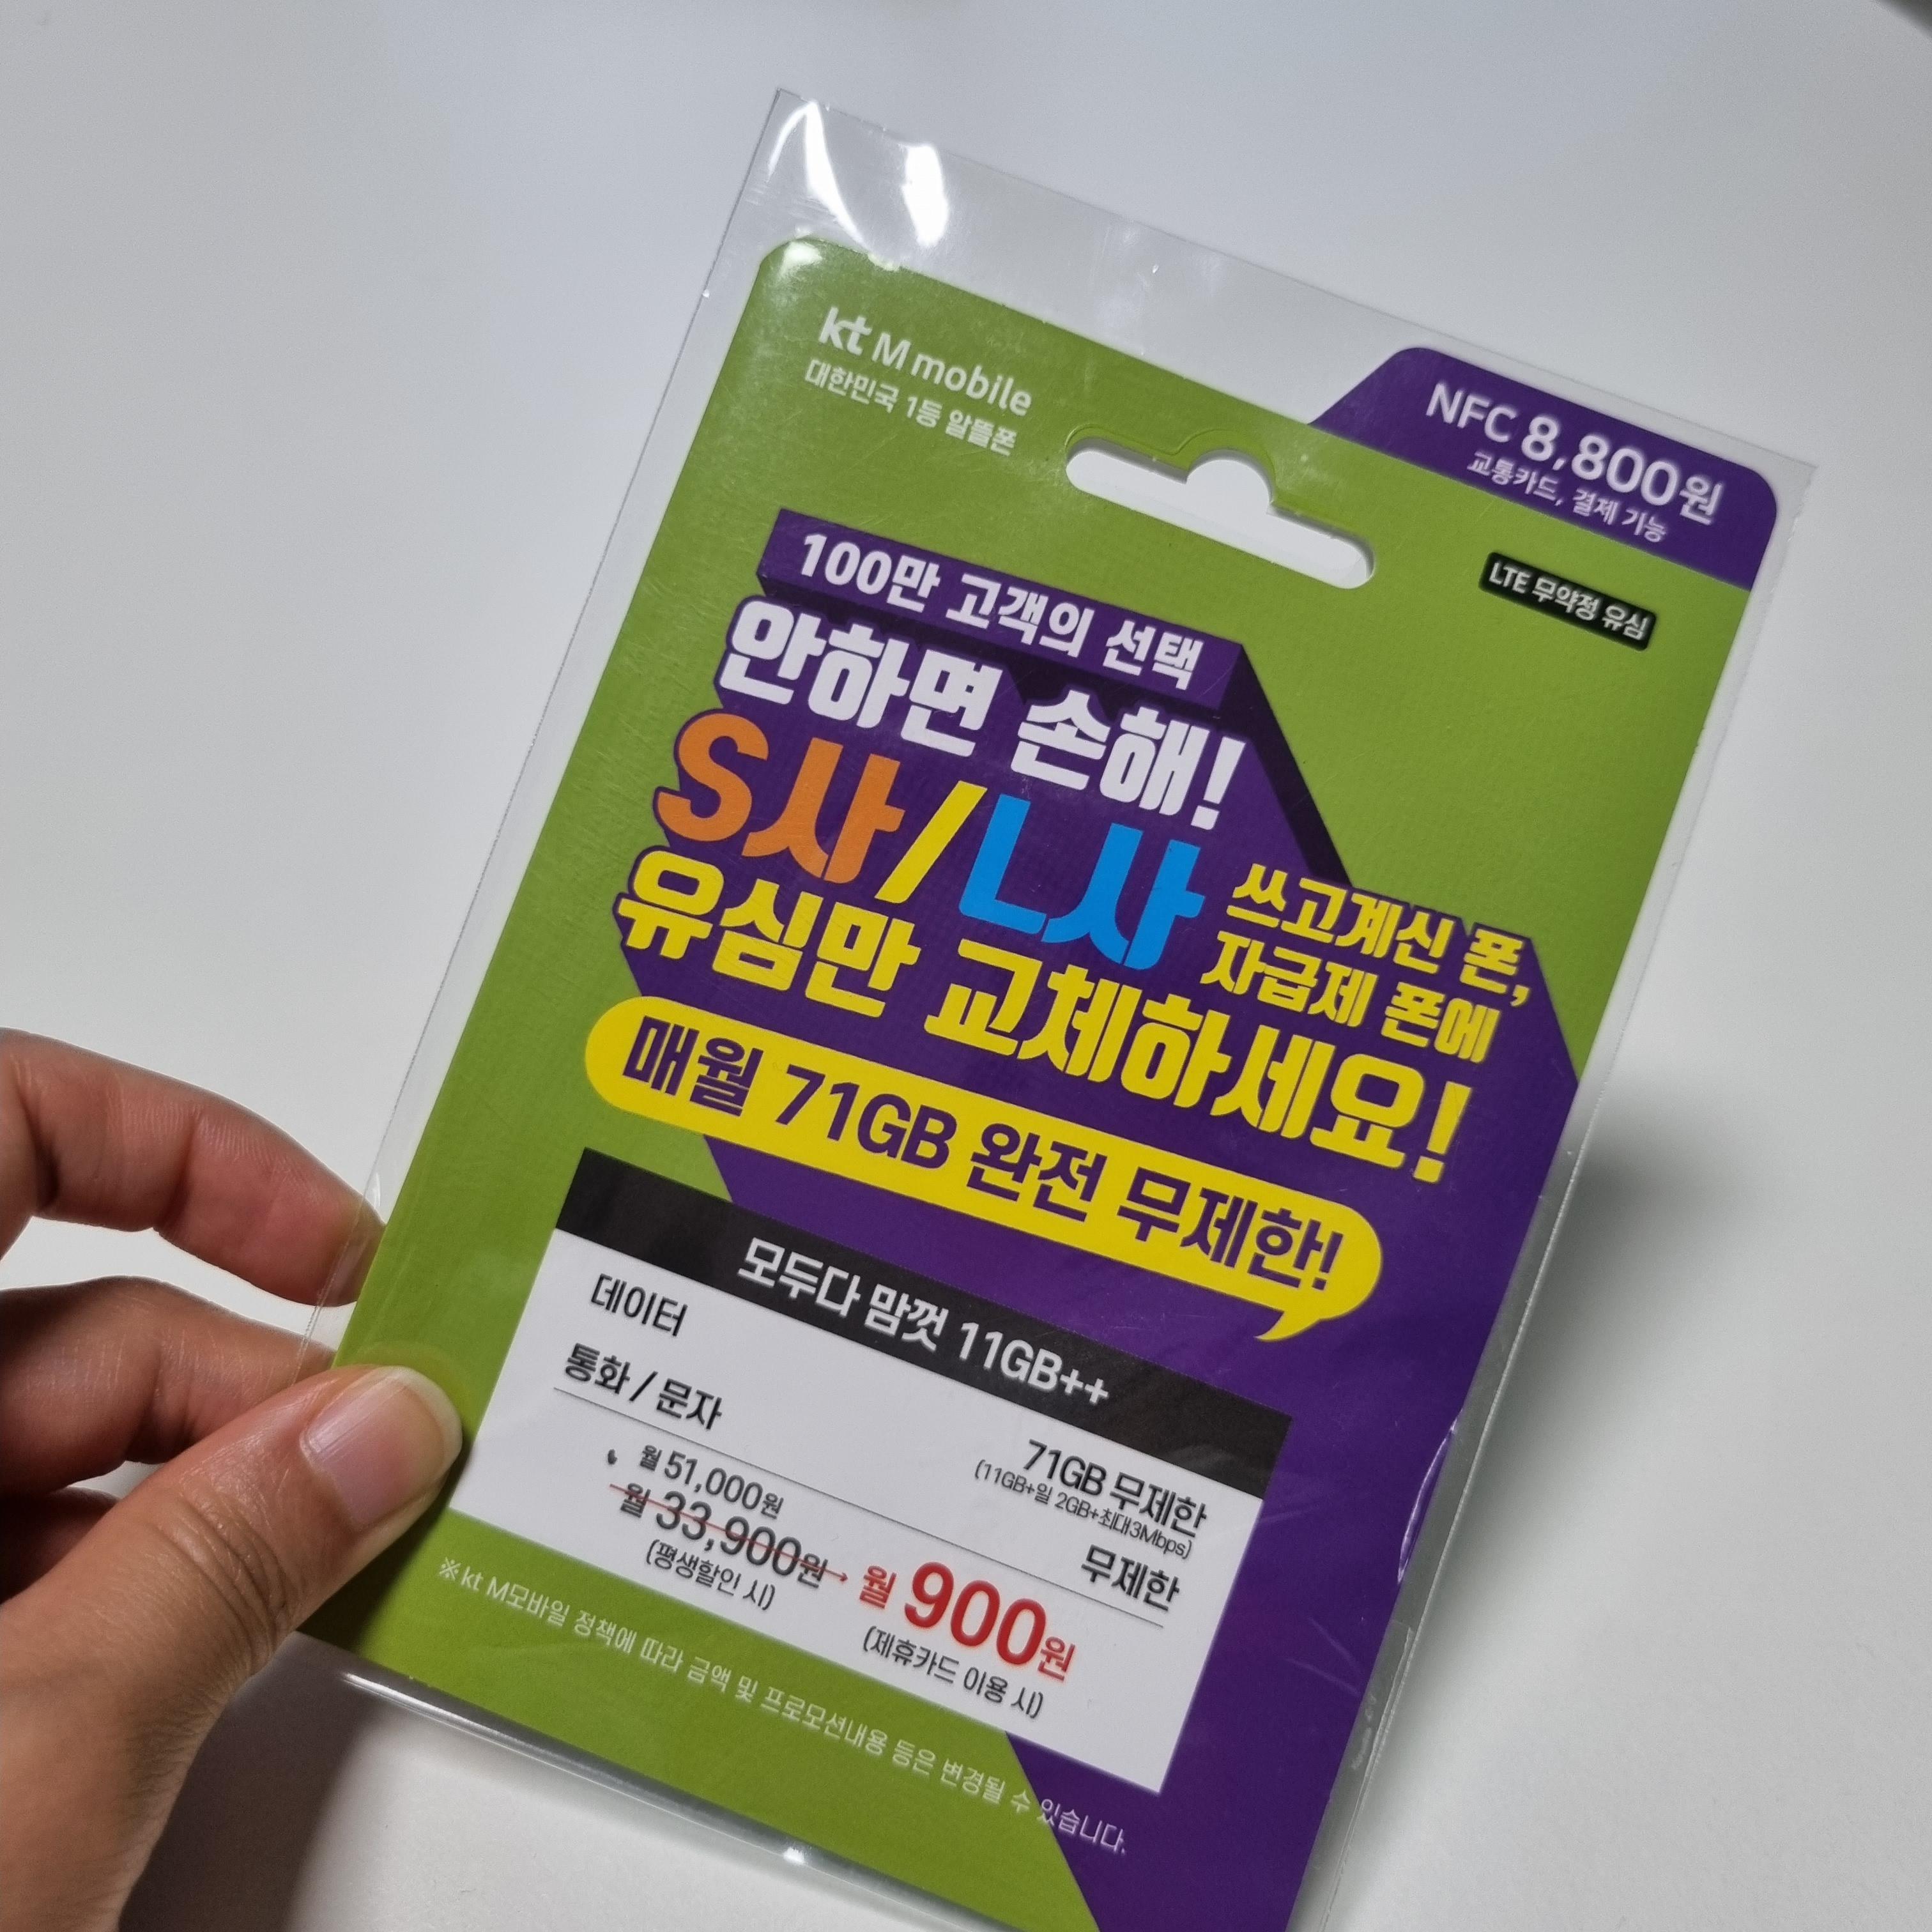 kt M mobile
대한민국 1등 알뜰폰
NFC 8,800원
교통카드, 결제 기능
LTE 무약정 유심
100만 고객의 선택
안하면 손해!
S사/L사 쓰고계신 폰,
자급제 폰에
유심만 교체하세요!
매월 71GB 완전 무제한!
모두다 맘껏 11GB++
데이터
71GB 무제한
(11GB+일 2GB+최대3Mbps)
통화 / 문자
무제한
월 51,000원
월 33,900원→ 월 900원
(평생할인 시)
(제휴카드 이용 시)
※kt M모바일 정책에 따라 금액 및 프로모션내용 등은 변경될 수 있습니다.